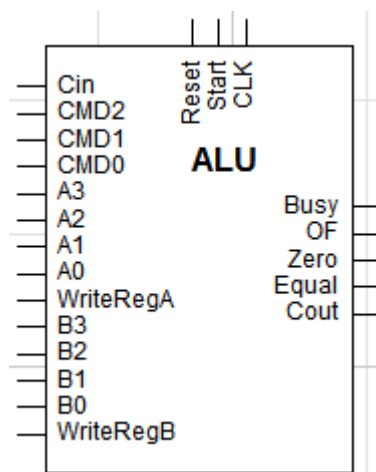 Reset
Start
CLK
ALU
Cin
CMD2
CMD1
CMD0
A3
A2
A1
A0
WriteRegA
B3
B2
B1
B0
WriteRegB
Busy
OF
Zero
Equal
Cout